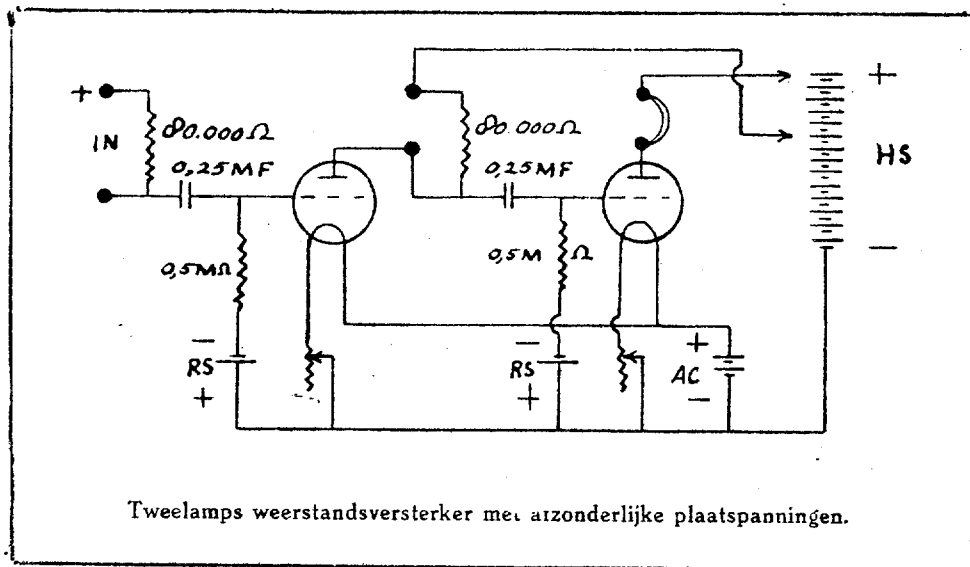 +
IN
80.000Ω
0,25MF
0,5MΩ
−
RS
+
80.000Ω
0,25MF
0,5M Ω
−
RS
+
+
AC
−
+
HS
−
Tweelamps weerstandsversterker met afzonderlijke plaatspanningen.